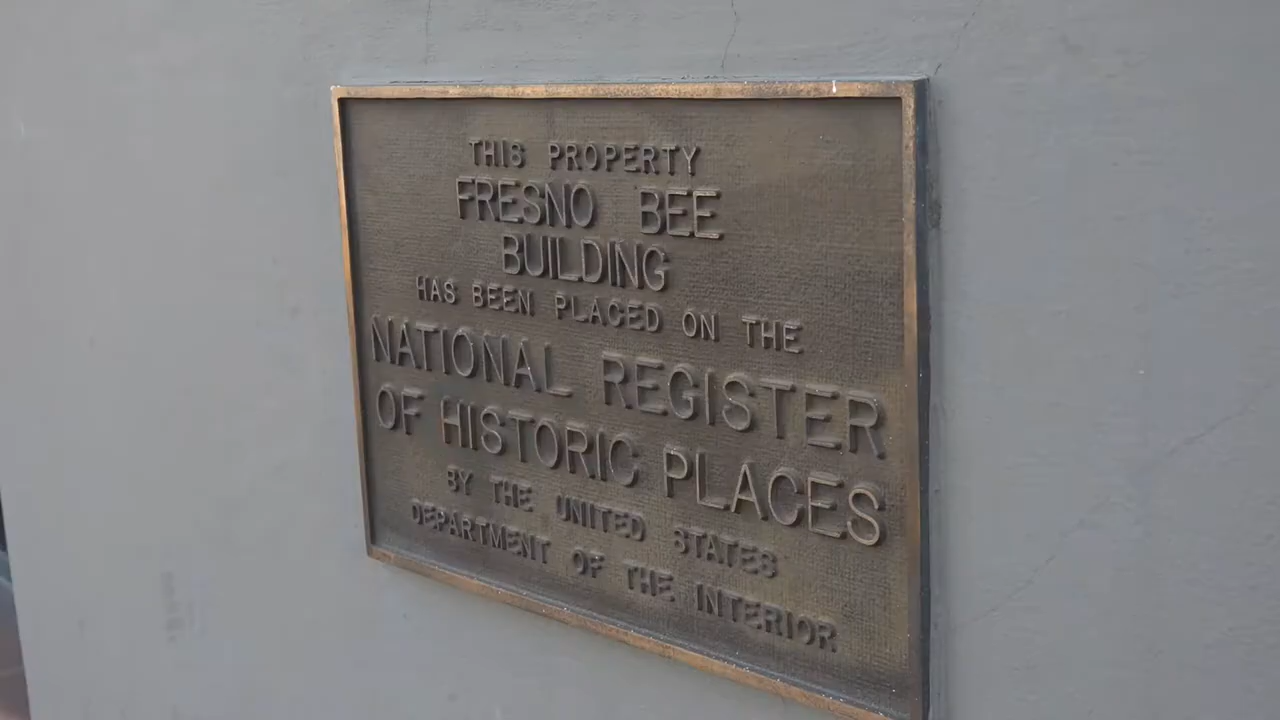 THIS PROPERTY
FRESNO BEE
BUILDING
HAS BEEN PLACED ON THE
NATIONAL REGISTER
OF HISTORIC PLACES
BY THE UNITED STATES
DEPARTMENT OF THE INTERIOR